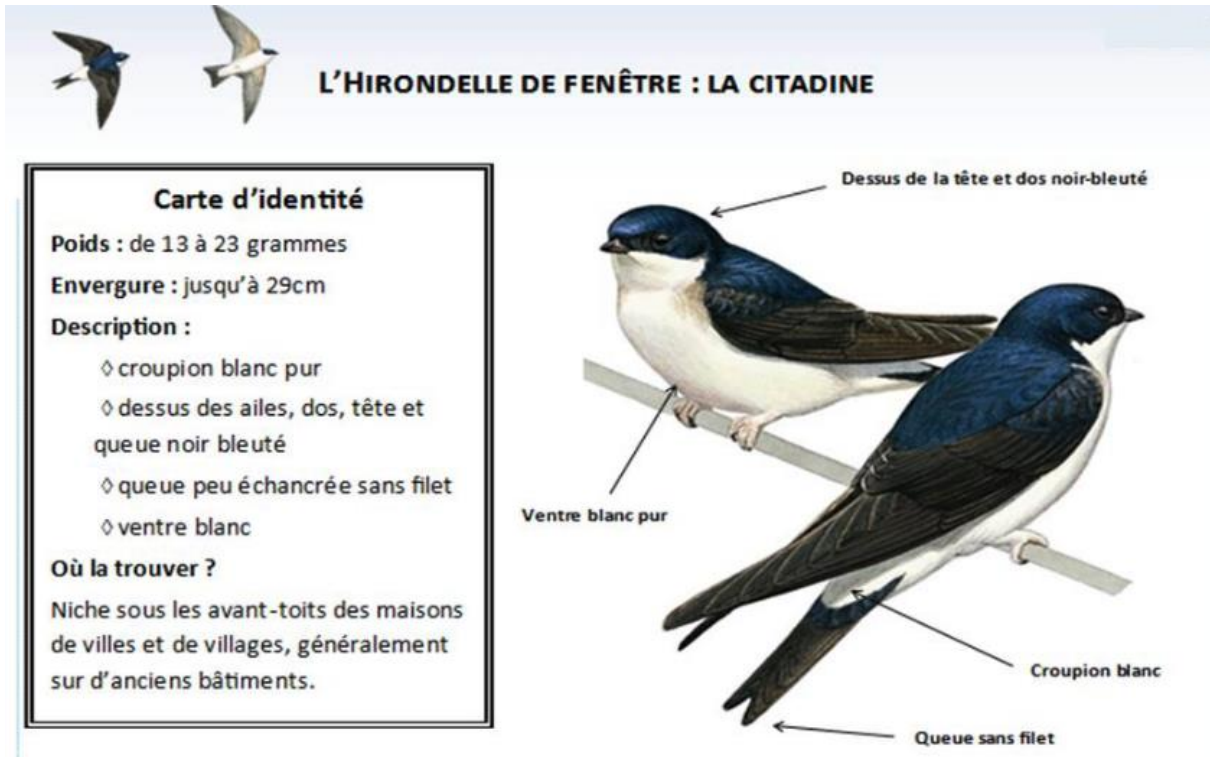 L'HIRONDELLE DE FENÊTRE : LA CITADINE
Carte d'identité
Poids : de 13 à 23 grammes
Envergure : jusqu'à 29cm
Description :
◊ croupion blanc pur
◊ dessus des ailes, dos, tête et
queue noir bleuté
◊ queue peu échancrée sans filet
◊ ventre blanc
Où la trouver ?
Niche sous les avant-toits des maisons
de villes et de villages, généralement
sur d'anciens bâtiments.
Dessus de la tête et dos noir-bleuté
Ventre blanc pur
Croupion blanc
Queue sans filet